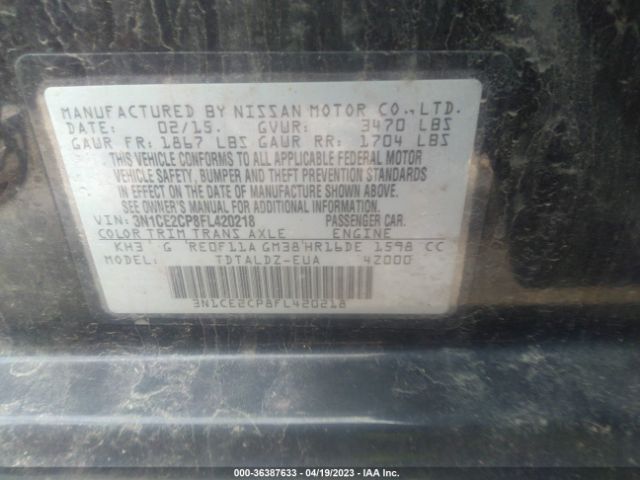 MANUFACTURED BY NISSAN MOTOR CO., LTD.
DATE: 02/15. GVWR: 3470 LBS
GAWR FR: 1867 LBS GAWR RR: 1704 LBS
THIS VEHICLE CONFORMS TO ALL APPLICABLE FEDERAL MOTOR
VEHICLE SAFETY, BUMPER AND THEFT PREVENTION STANDARDS
IN EFFECT ON THE DATE OF MANUFACTURE SHOWN ABOVE.
SEE OWNER'S MANUAL FOR ADDITIONAL INFORMATION
VIN: 3N1CE2CP8FL420218 PASSENGER CAR.
COLOR TRIM TRANS AXLE ENGINE
KH3 G RE0F11A GM38 HR16DE 1598 CC
MODEL: TDTALDZ-EUA 4Z000
3N1CE2CP8FL420218
000-36387633 - 04/19/2023 - IAA Inc.